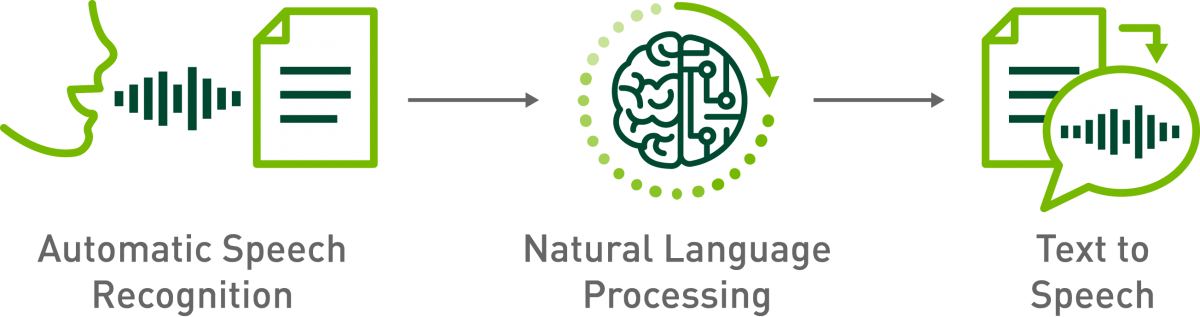 Automatic Speech
Recognition
Natural Language
Processing
Text to
Speech